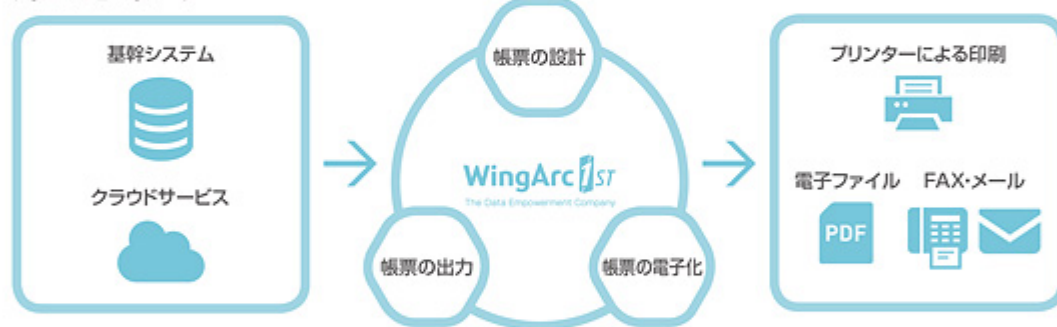 基幹システム
クラウドサービス
帳票の設計
WingArc 1ST
The Data Empowerment Company
帳票の出力
帳票の電子化
プリンターによる印刷
電子ファイル
PDF
FAX・メール